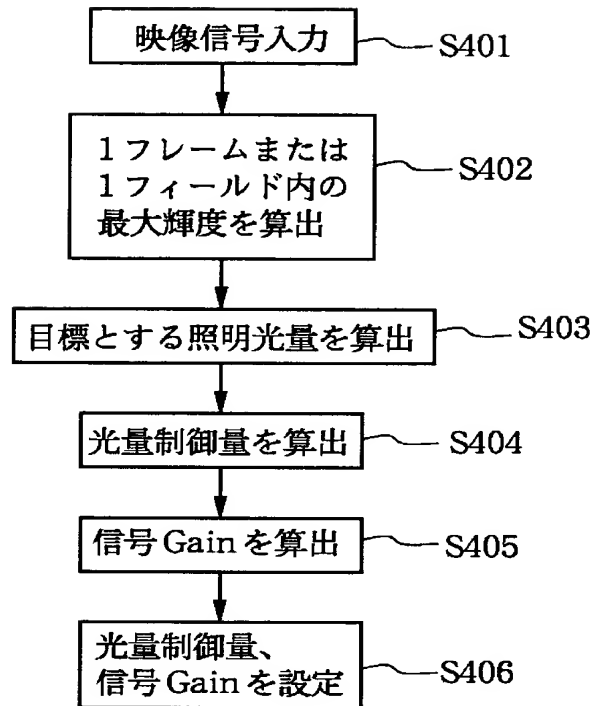 映像信号入力
S401
1フレームまたは
1フィールド内の
最大輝度を算出
S402
目標とする照明光量を算出
S403
光量制御量を算出
S404
信号Gainを算出
S405
光量制御量、
信号Gainを設定
S406